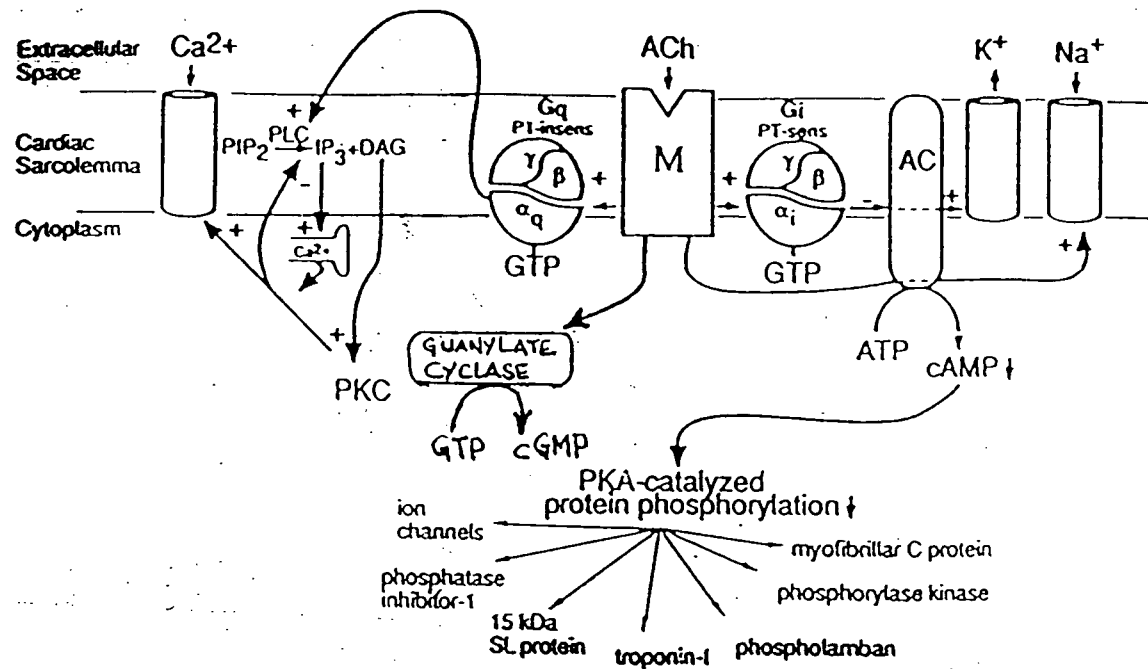 Extracellular
Space
Ca2+
ACh
K+
Na+
Gq
PT-insens
Gi
PT-sens
Cardiac
Sarcolemma
PIP2
PLC
IP3+DAG
+
-
γ
β
αq
+
M
+
γ
β
αi
-
AC
+
Cytoplasm
+
+
Ca2+
GTP
GTP
+
+
PKC
GUANYLATE
CYCLASE
GTP
cGMP
ATP
cAMP
PKA-catalyzed
protein phosphorylation
ion
channels
myofibrillar C protein
phosphatase
inhibitor-1
phosphorylase kinase
15 kDa
SL protein
troponin-I
phospholamban